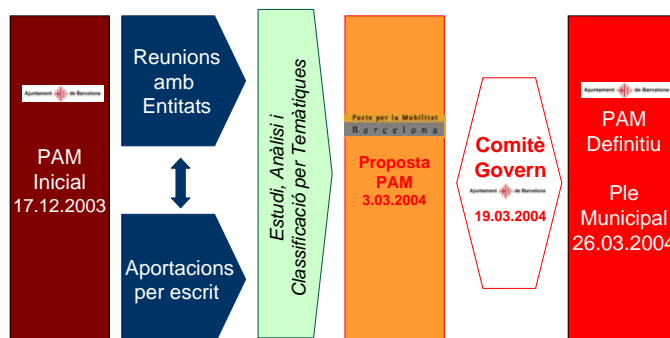 Ajuntament de Barcelona
PAM
Inicial
17.12.2003
Reunions
amb
Entitats
Aportacions
per escrit
Estudi, Anàlisi i
Classificació per Temàtiques
Pacte per la Mobilitat
Barcelona
Proposta
PAM
3.03.2004
Comitè
Govern
Ajuntament de Barcelona
19.03.2004
Ajuntament de Barcelona
PAM
Definitiu
Ple
Municipal
26.03.2004